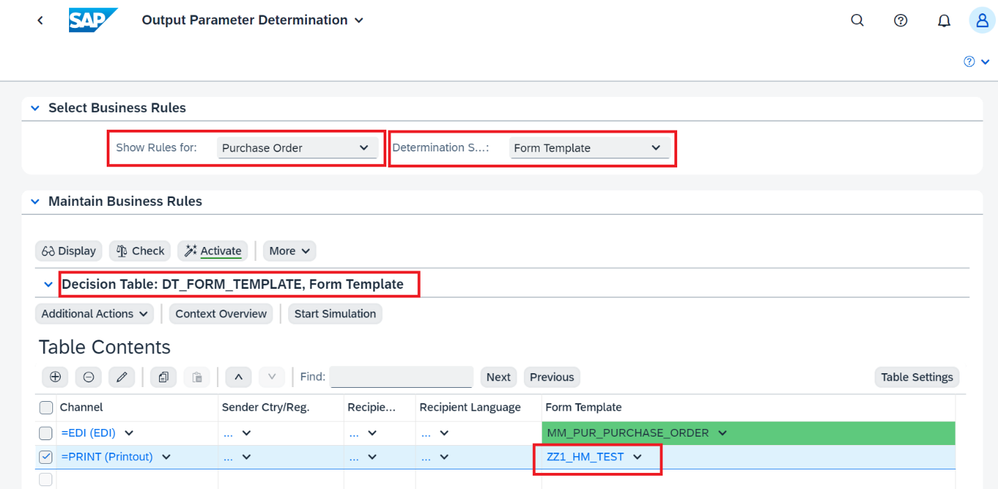 SAP Output Parameter Determination
Select Business Rules
Show Rules for: Purchase Order Determination S...: Form Template
Maintain Business Rules
Display Check Activate More
Decision Table: DT_FORM_TEMPLATE, Form Template
Additional Actions Context Overview Start Simulation
Table Contents
Find: Next Previous Table Settings
Channel Sender Ctry/Reg. Recipie... Recipient Language Form Template
=EDI (EDI) ... ... ... MM_PUR_PURCHASE_ORDER
=PRINT (Printout) ... ... ... ZZ1_HM_TEST